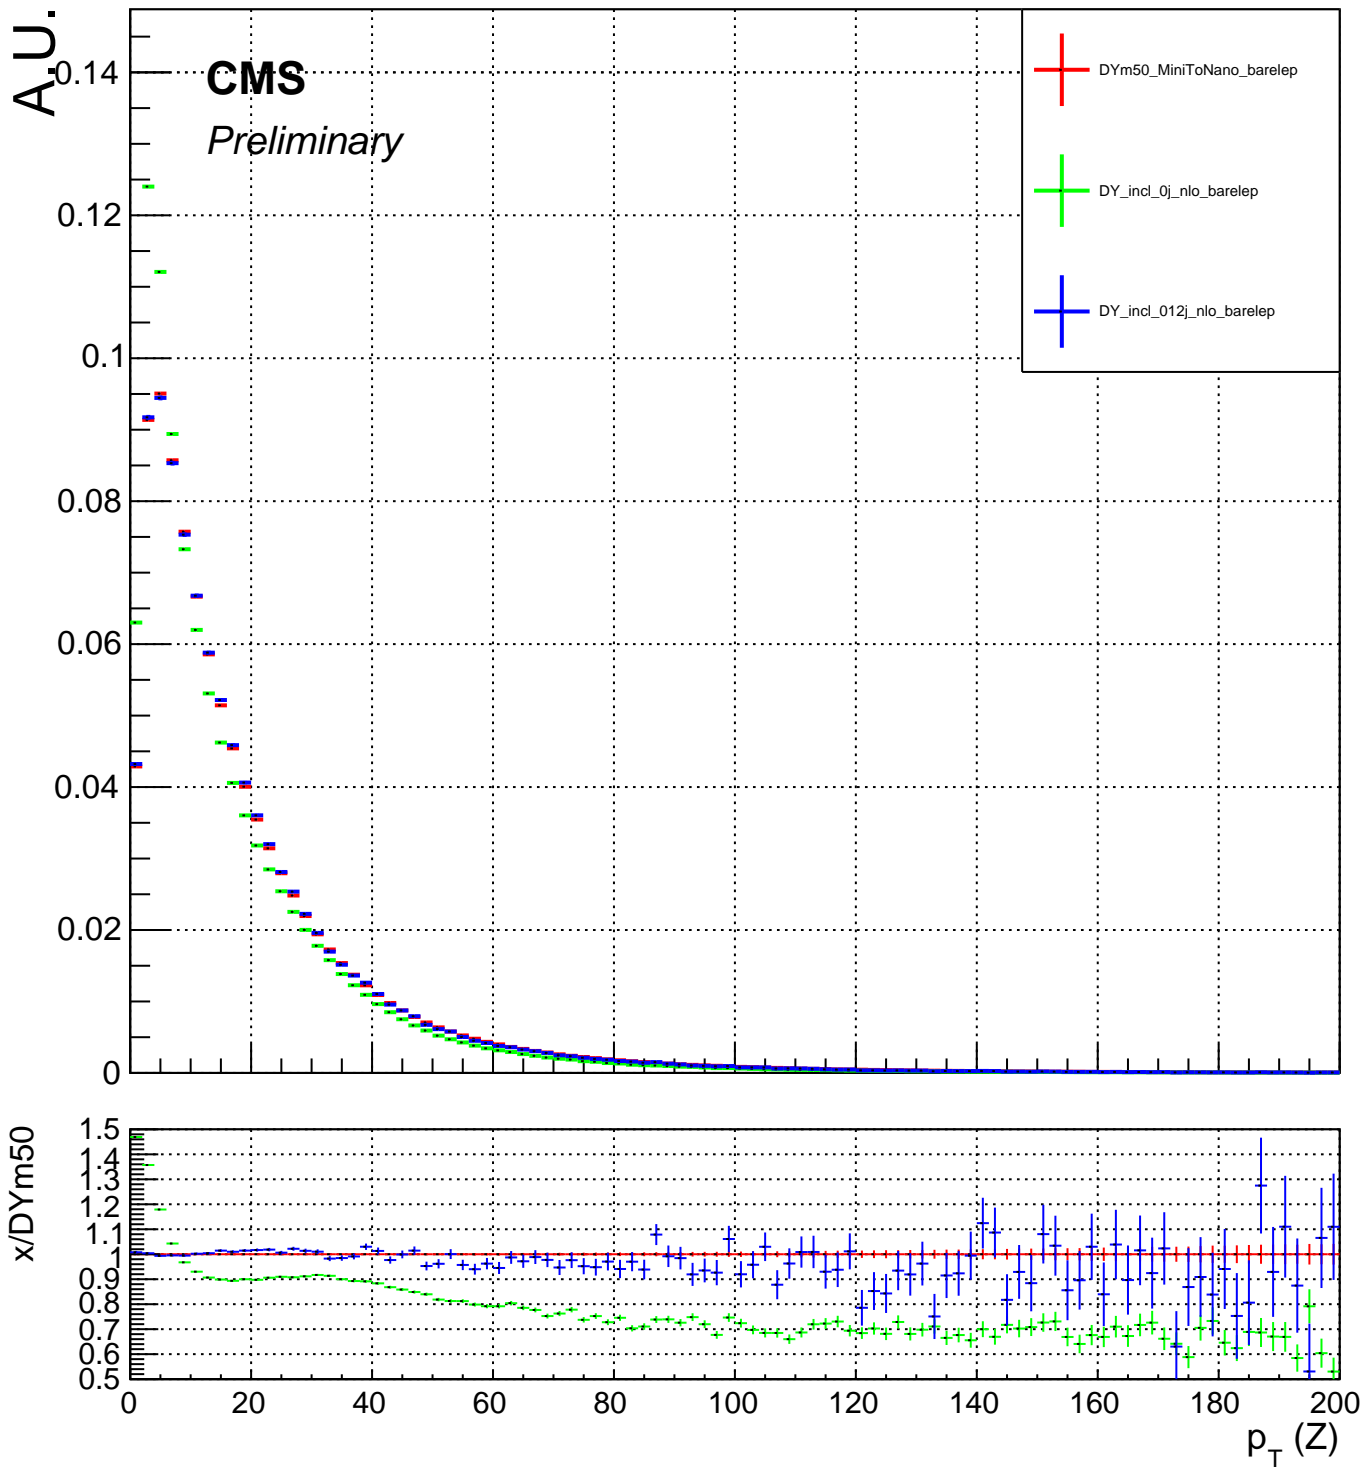 A.U.
CMS
Preliminary
DYm50_MiniToNano_barelep
DY_incl_0j_nlo_barelep
DY_incl_012j_nlo_barelep
0.14
0.12
0.1
0.08
0.06
0.04
0.02
0
x/DYm50
1.5
1.4
1.3
1.2
1.1
1
0.9
0.8
0.7
0.6
0.5
0 20 40 60 80 100 120 140 160 180 200
p_T (Z)